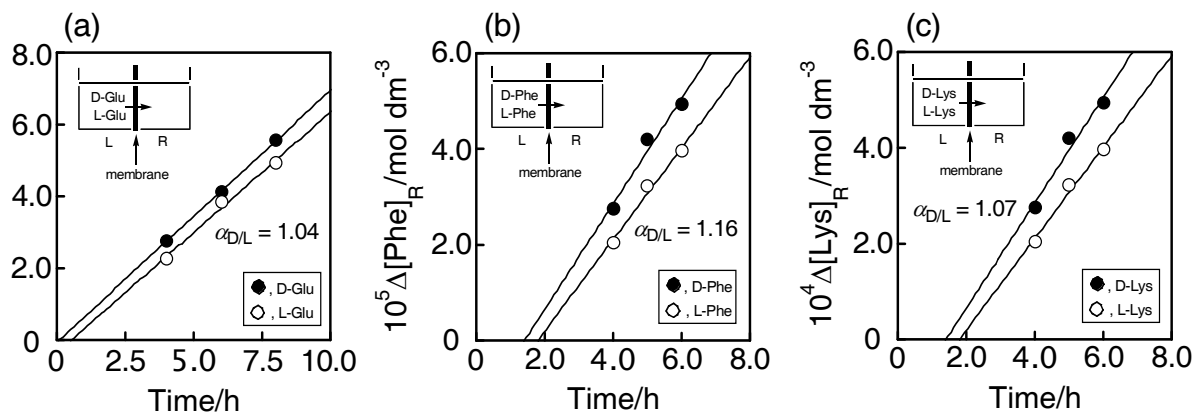 (a)
8.0
6.0
4.0
2.0
0
D-Glu
L-Glu
L R
membrane
α_D/L = 1.04
●, D-Glu
○, L-Glu
0 2.5 5.0 7.5 10.0
Time/h
(b)
10⁵ Δ[Phe]_R/mol dm⁻³
6.0
4.0
2.0
0
D-Phe
L-Phe
L R
membrane
α_D/L = 1.16
●, D-Phe
○, L-Phe
0 2.0 4.0 6.0 8.0
Time/h
(c)
10⁴ Δ[Lys]_R/mol dm⁻³
6.0
4.0
2.0
0
D-Lys
L-Lys
L R
membrane
α_D/L = 1.07
●, D-Lys
○, L-Lys
0 2.0 4.0 6.0 8.0
Time/h